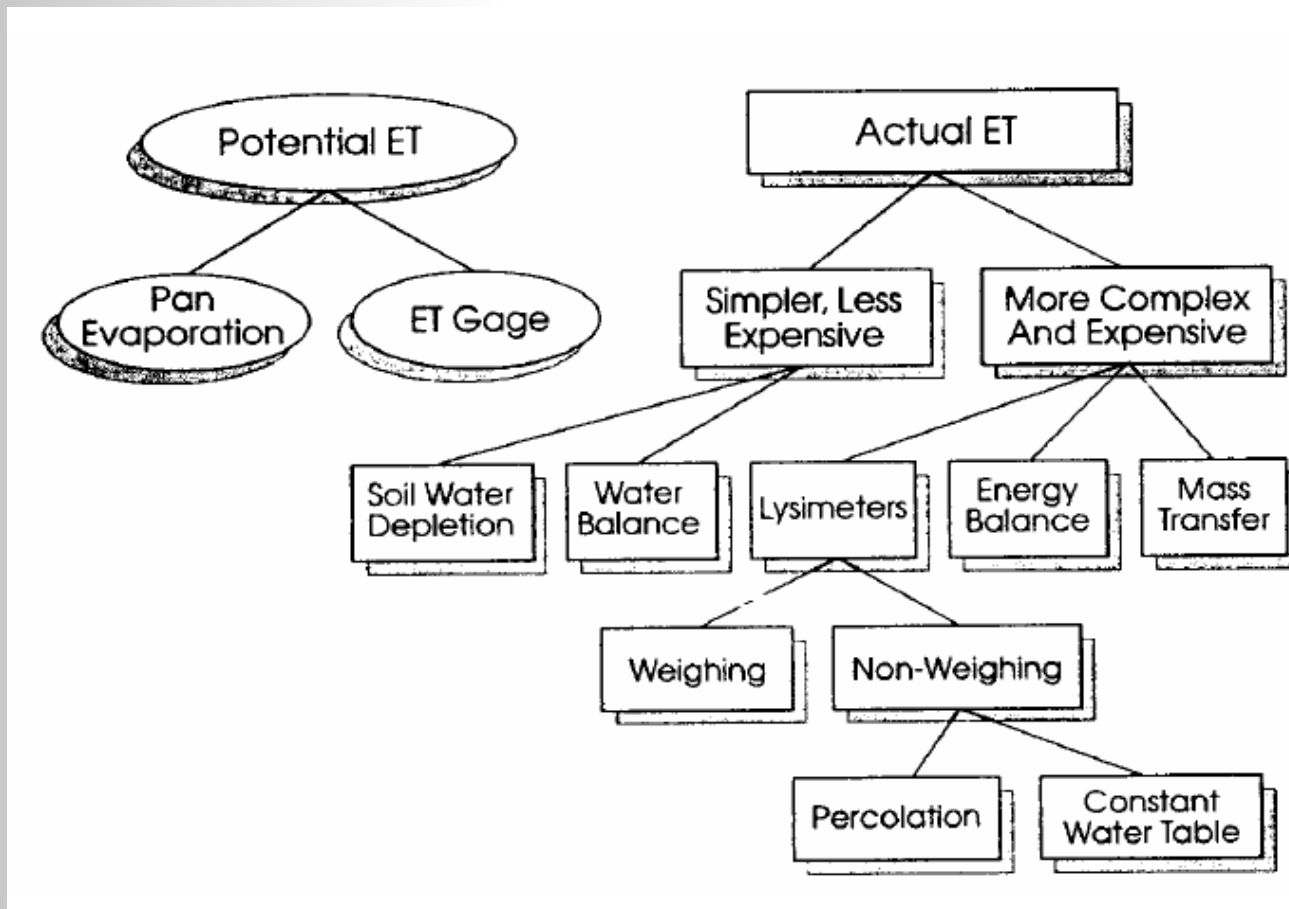 Potential ET
Actual ET
Pan
Evaporation
ET Gage
Simpler, Less
Expensive
More Complex
And Expensive
Soil Water
Depletion
Water
Balance
Lysimeters
Energy
Balance
Mass
Transfer
Weighing
Non-Weighing
Percolation
Constant
Water Table